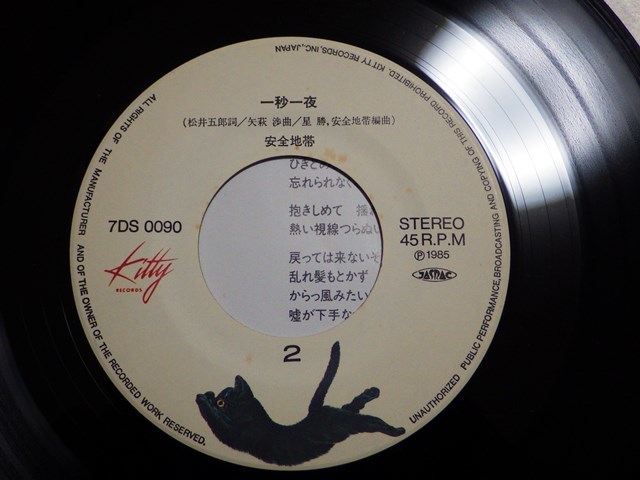 一秒一夜
(松井五郎詞/矢萩 渉曲/星 勝,安全地帯編曲)
安全地帯
忘れられない
抱きしめて
熱い視線つらぬい
戻っては来ないそ
乱れ髪もとかず
からっ風みたい
嘘が下手な
7DS 0090
Kitty
RECORDS
STEREO
45 R.P.M
Ⓟ1985
JASRAC
2
ALL RIGHTS OF THE MANUFACTURER AND OF THE OWNER OF THE RECORDED WORK RESERVED.
UNAUTHORIZED PUBLIC PERFORMANCE,BROADCASTING AND COPYING OF THIS RECORD PROHIBITED. KITTY RECORDS,INC.,JAPAN